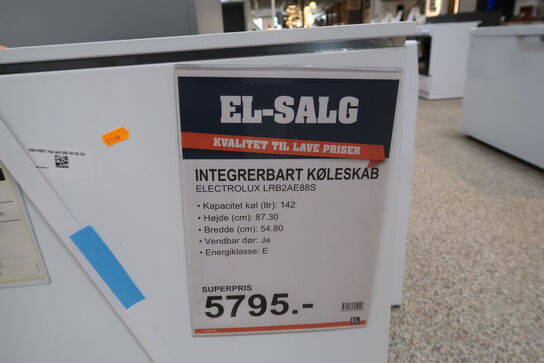 EL-SALG
KVALITET TIL LAVE PRISER
INTEGRERBART KØLESKAB
ELECTROLUX LRB2AE88S
• Kapacitet køl (ltr): 142
• Højde (cm): 87.30
• Bredde (cm): 54.80
• Vendbar dør: Ja
• Energiklasse: E
SUPERPRIS
5795.-